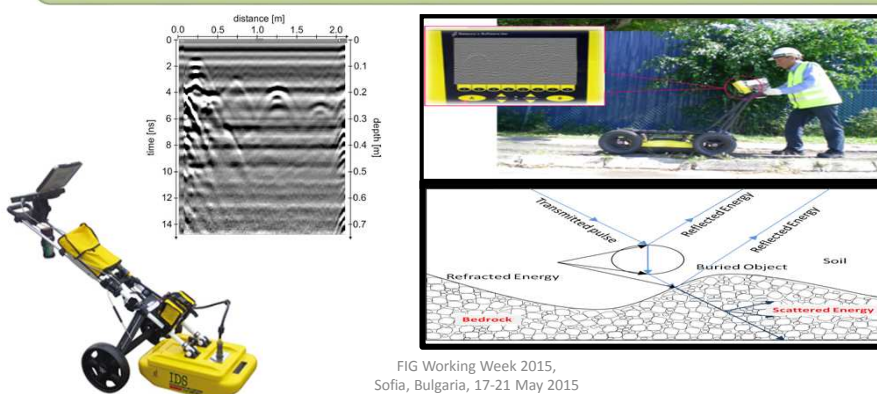 distance [m]
0 0.5 1.0 1.5 2.0
0 0
2 0.1
4 0.2
6 0.3
8 0.4
10 0.5
12 0.6
14 0.7
time [ns]
depth [m]
IDS
Transmitted pulse
Reflected Energy
Reflected Energy
Soil
Buried Object
Refracted Energy
Bedrock
Scattered Energy
FIG Working Week 2015,
Sofia, Bulgaria, 17-21 May 2015